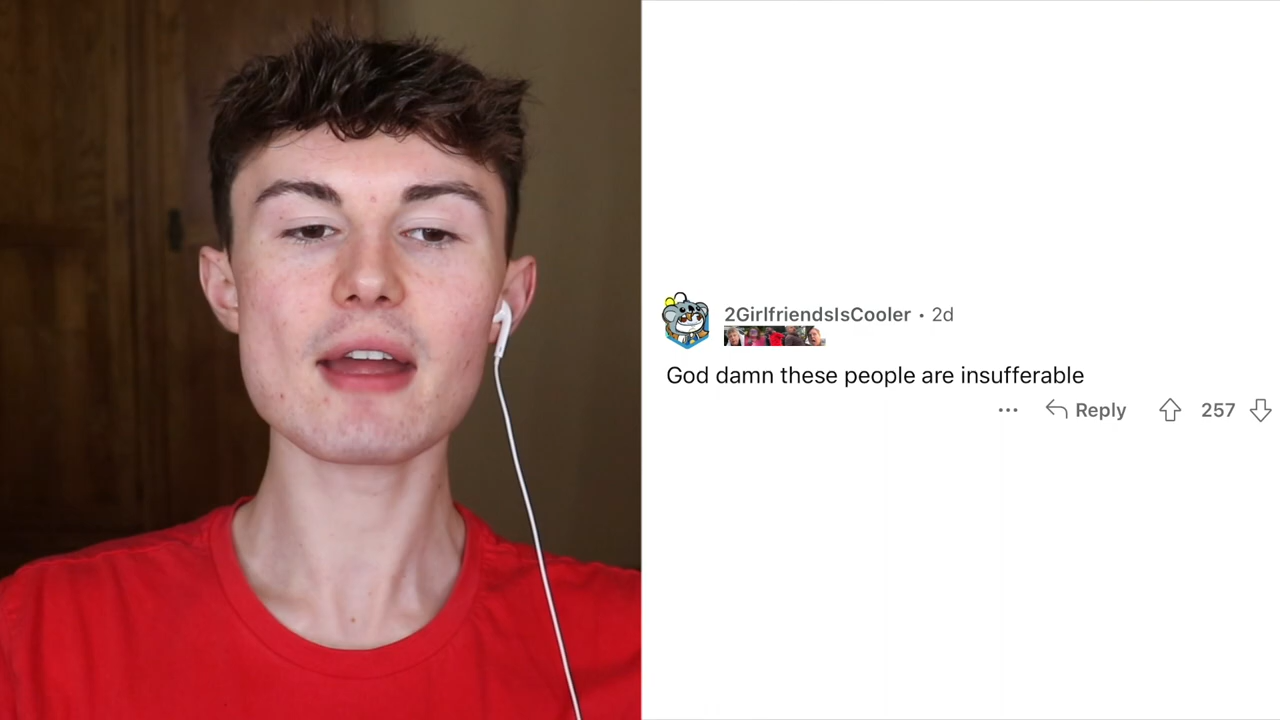 2GirlfriendsIsCooler • 2d
God damn these people are insufferable
••• Reply 257